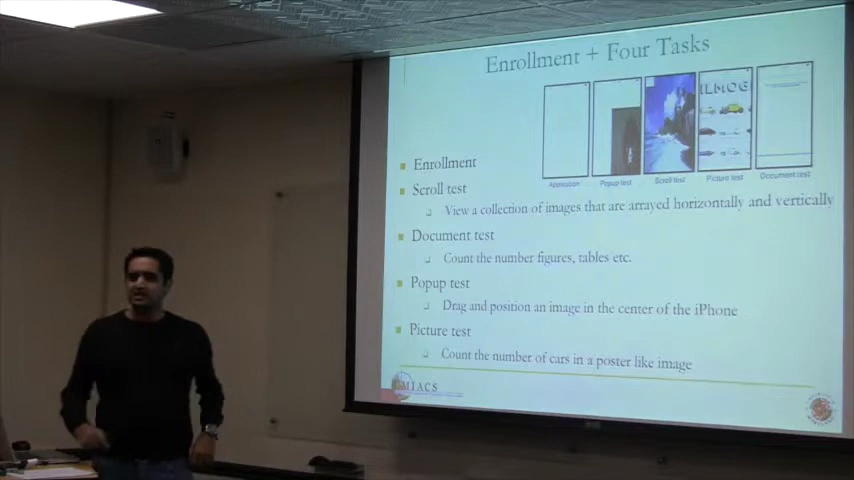 Enrollment + Four Tasks
ILMOG
Application
Popup test
Scroll test
Picture test
Document test
Enrollment
Scroll test
View a collection of images that are arrayed horizontally and vertically
Document test
Count the number figures, tables etc.
Popup test
Drag and position an image in the center of the iPhone
Picture test
Count the number of cars in a poster like image
UMIACS